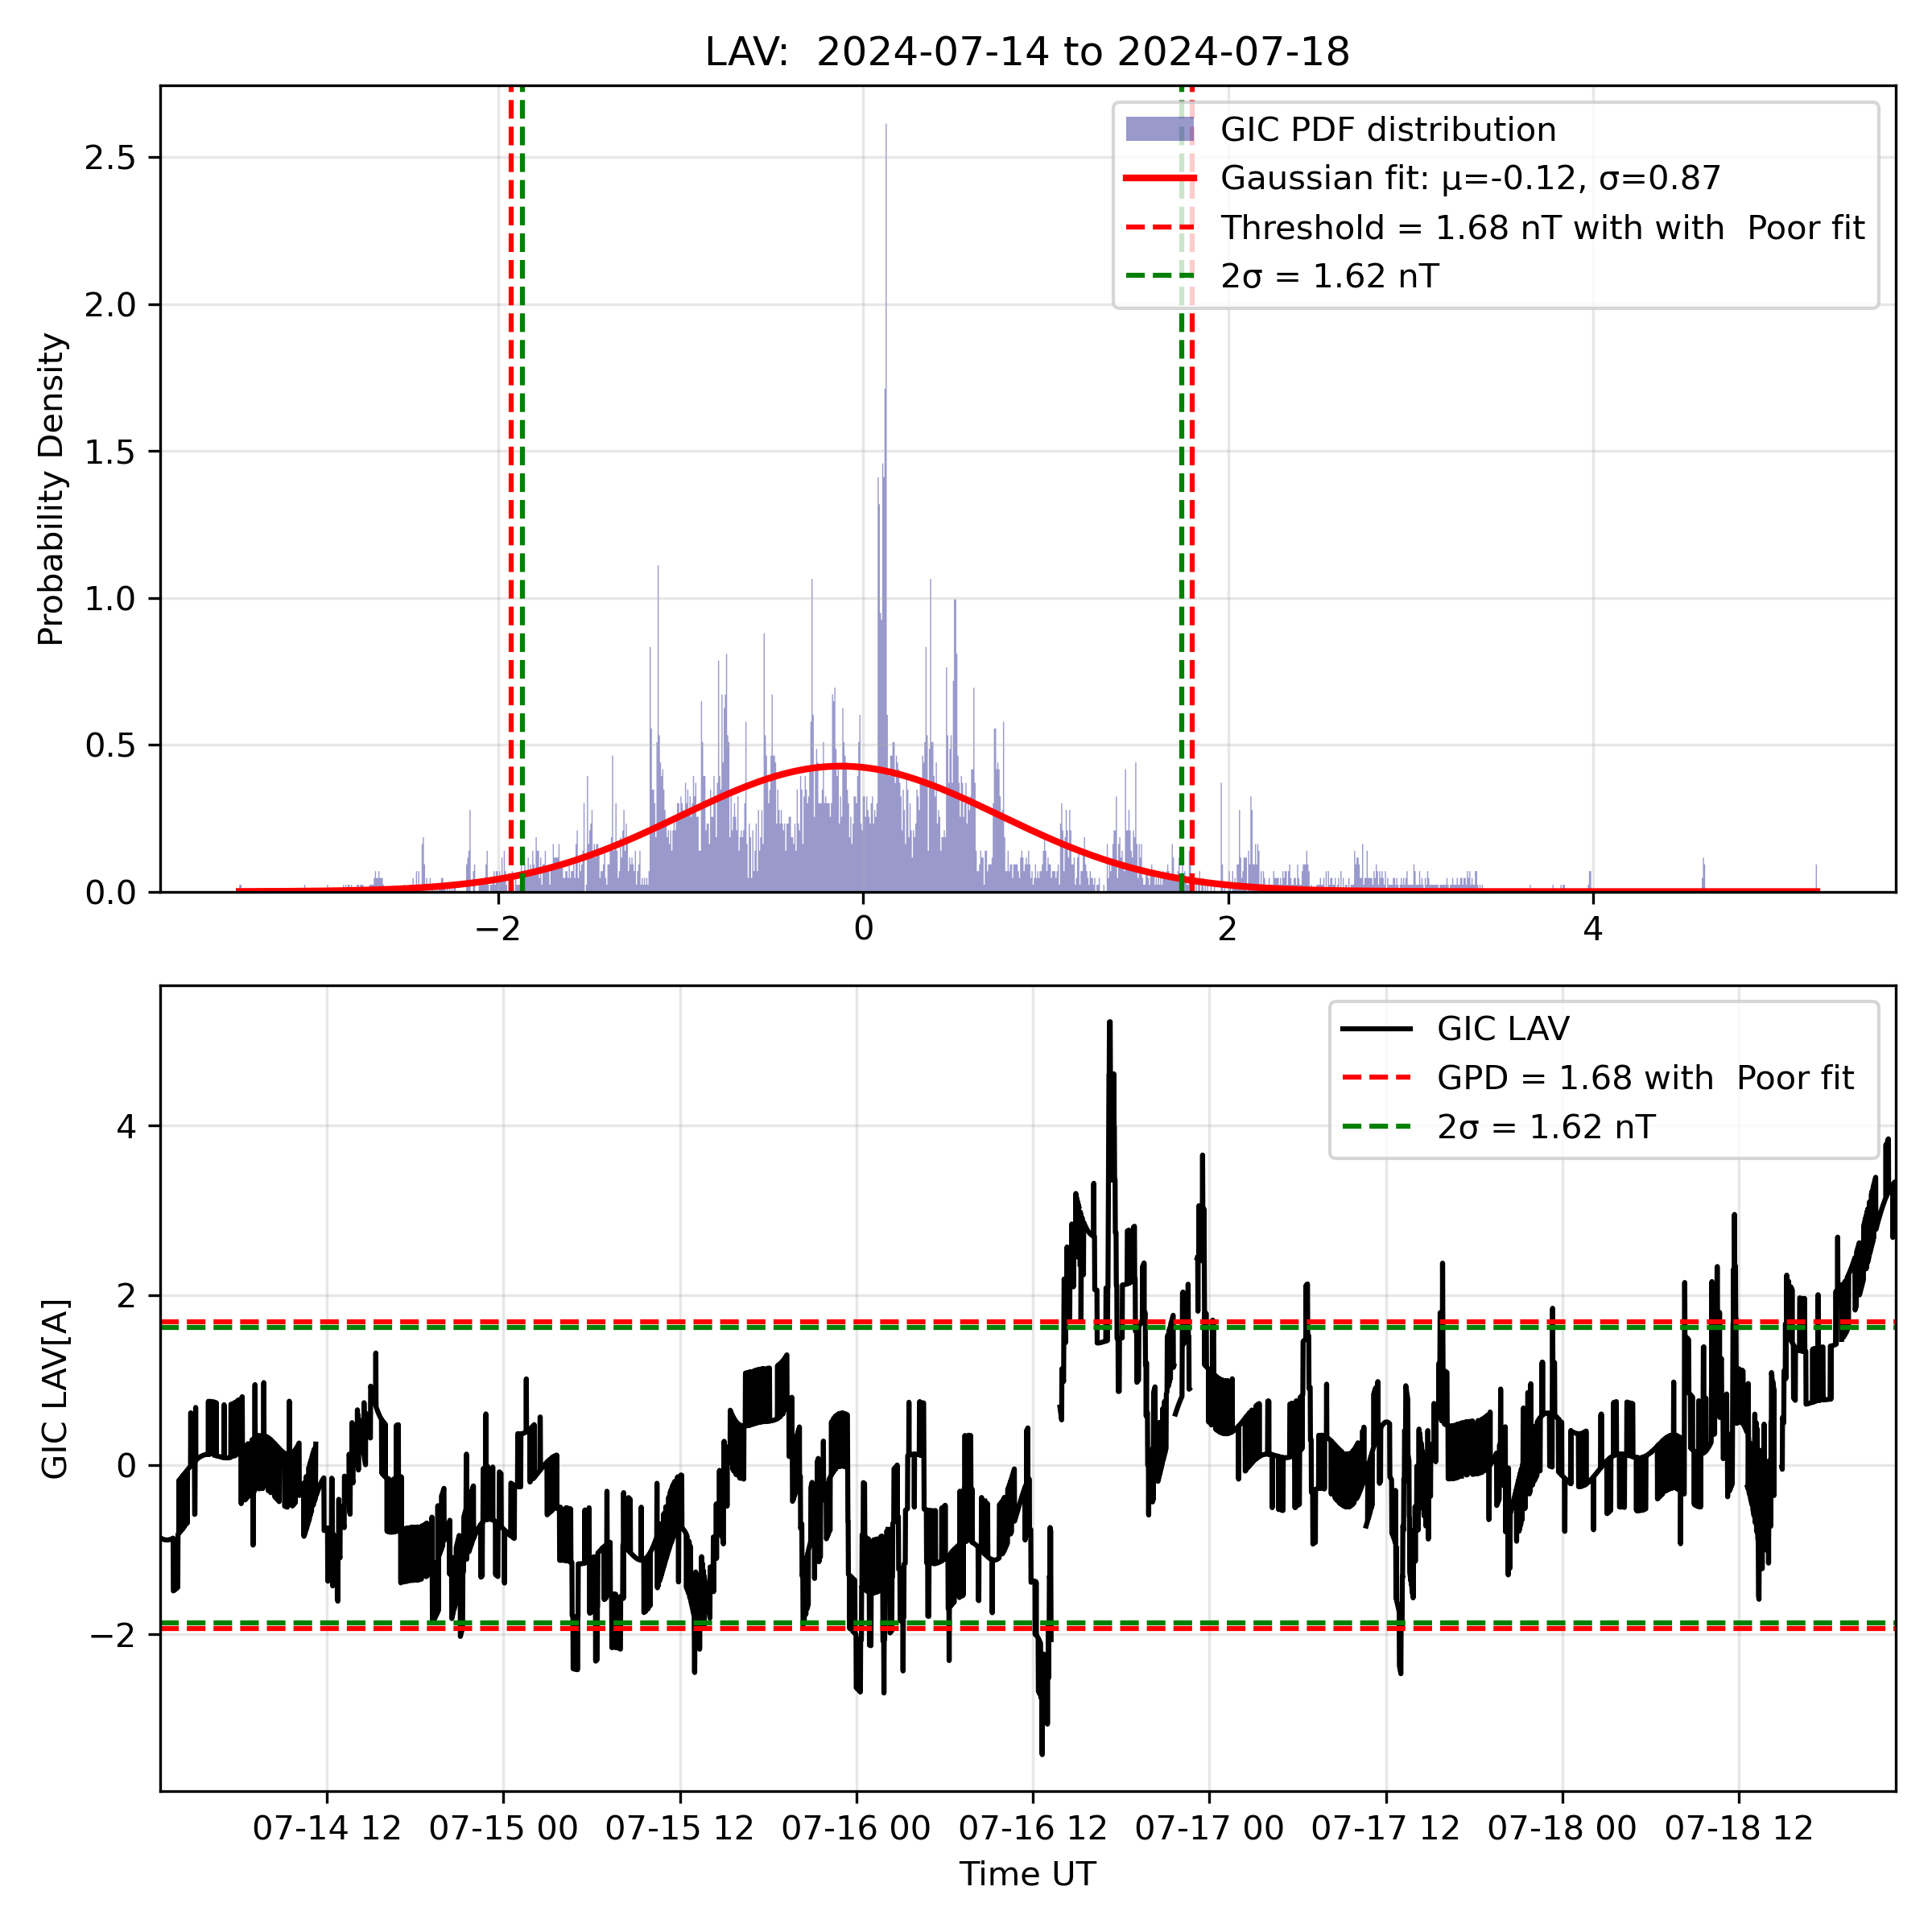 LAV:  2024-07-14 to 2024-07-18
GIC PDF distribution
Gaussian fit: μ=-0.12, σ=0.87
Threshold = 1.68 nT with with  Poor fit
2σ = 1.62 nT
Probability Density
2.5
2.0
1.5
1.0
0.5
0.0
−2 0 2 4
GIC LAV
GPD = 1.68 with  Poor fit
2σ = 1.62 nT
GIC LAV[A]
4
2
0
−2
07-14 12 07-15 00 07-15 12 07-16 00 07-16 12 07-17 00 07-17 12 07-18 00 07-18 12
Time UT